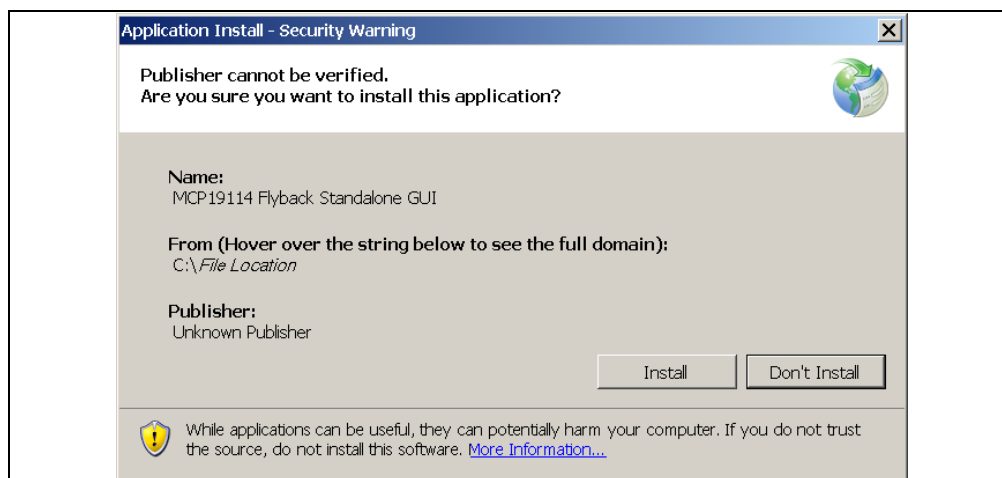 Application Install - Security Warning
Publisher cannot be verified.
Are you sure you want to install this application?
Name:
MCP19114 Flyback Standalone GUI
From (Hover over the string below to see the full domain):
C:\File Location
Publisher:
Unknown Publisher
Install
Don't Install
While applications can be useful, they can potentially harm your computer. If you do not trust
the source, do not install this software. More Information...